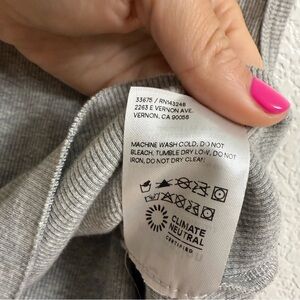 33675 / RN143246
2263 E VERNON AVE.
VERNON, CA 90058
MACHINE WASH COLD, DO NOT
BLEACH, TUMBLE DRY LOW, DO NOT
IRON, DO NOT DRY CLEAN
CLIMATE
NEUTRAL
CERTIFIED